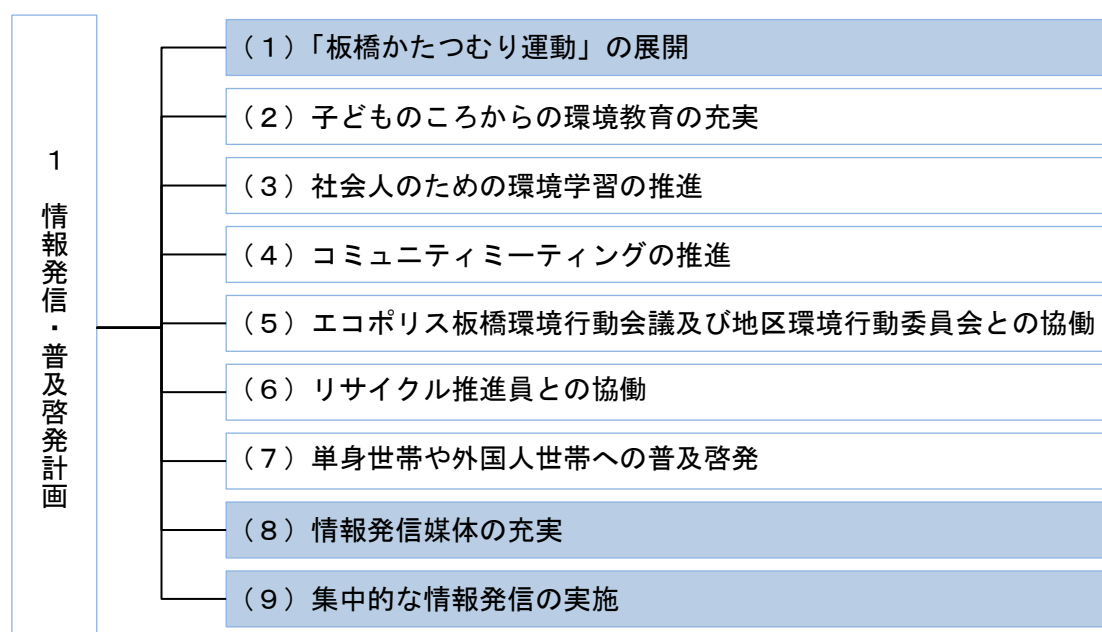 1 情報発信・普及啓発計画
（１）「板橋かたつむり運動」の展開
（２）子どものころからの環境教育の充実
（３）社会人のための環境学習の推進
（４）コミュニティミーティングの推進
（５）エコポリス板橋環境行動会議及び地区環境行動委員会との協働
（６）リサイクル推進員との協働
（７）単身世帯や外国人世帯への普及啓発
（８）情報発信媒体の充実
（９）集中的な情報発信の実施